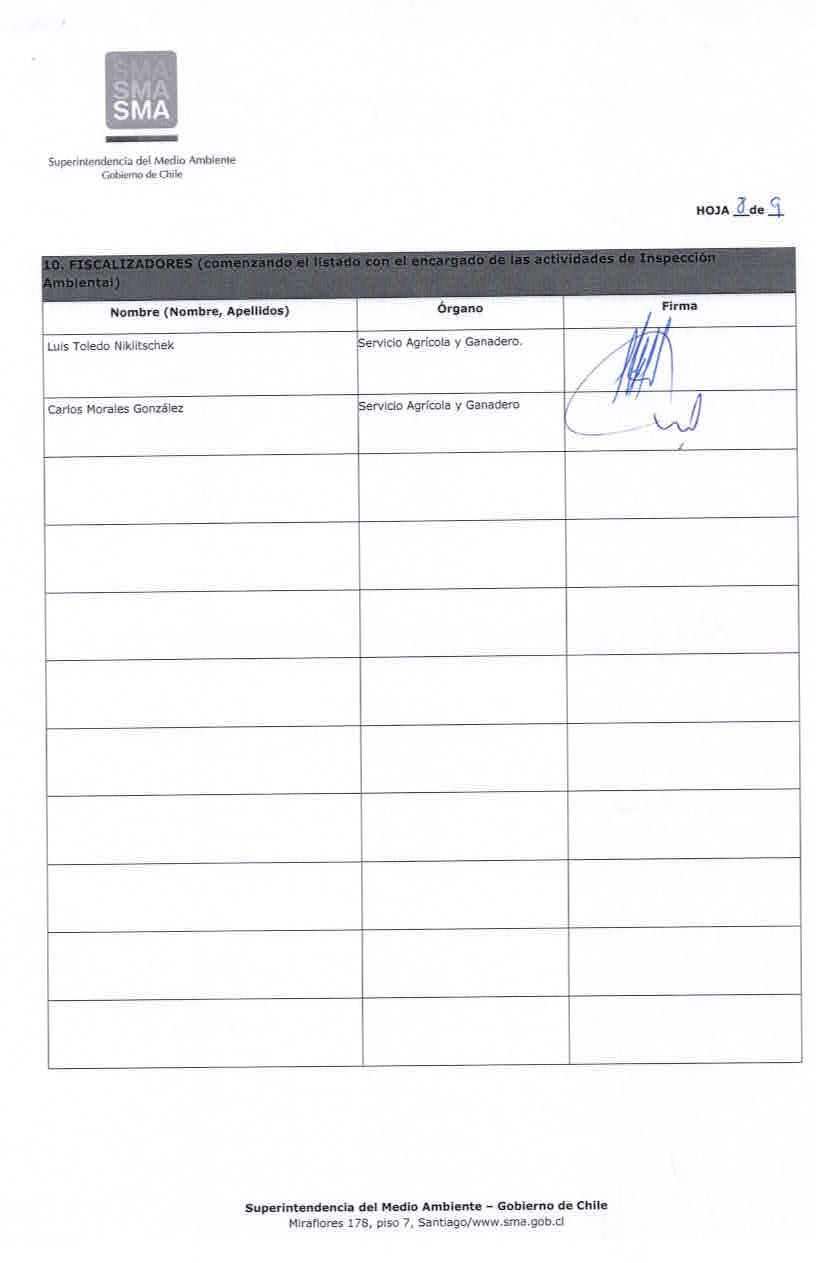 SMA
SMA
SMA
Superintendencia del Medio Ambiente
Gobierno de Chile
HOJA 8 de 9
10. FISCALIZADORES (comenzando el listado con el encargado de las actividades de Inspección
Ambiental)
Nombre (Nombre, Apellidos) Órgano Firma
Luis Toledo Niklitschek Servicio Agrícola y Ganadero.
Carlos Morales González Servicio Agrícola y Ganadero
Superintendencia del Medio Ambiente – Gobierno de Chile
Miraflores 178, piso 7, Santiago/www.sma.gob.cl